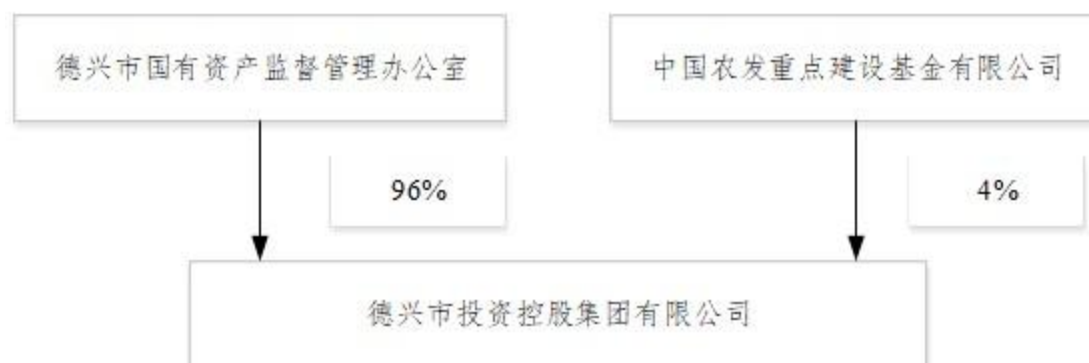 德兴市国有资产监督管理办公室
中国农发重点建设基金有限公司
96%
4%
德兴市投资控股集团有限公司